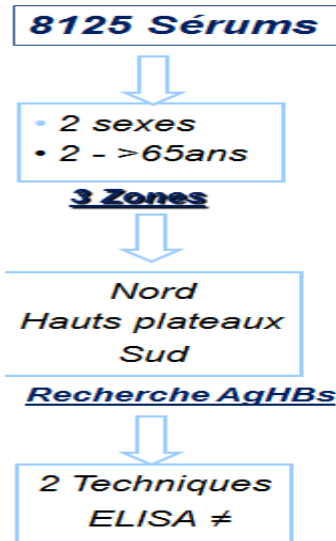 8125 Sérums
• 2 sexes
• 2 - >65ans
3 Zones
Nord
Hauts plateaux
Sud
Recherche AgHBs
2 Techniques
ELISA ≠